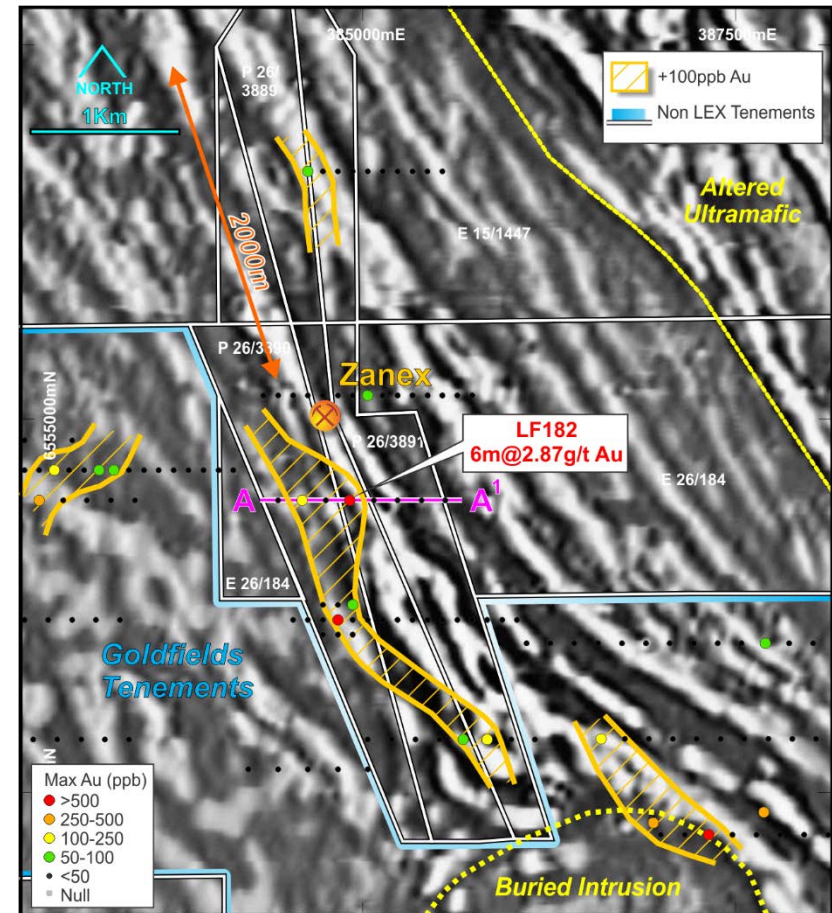 385000mE
387500mE
NORTH
1Km
P 26/
3889
+100ppb Au
Non LEX Tenements
2000m
Altered
Ultramafic
E 15/1447
P 26/3890
Zanex
6555000mN
P 26/3891
LF182
6m@2.87g/t Au
E 26/184
A
A1
E 26/184
Goldfields
Tenements
Max Au (ppb)
>500
250-500
100-250
50-100
<50
Null
Buried Intrusion